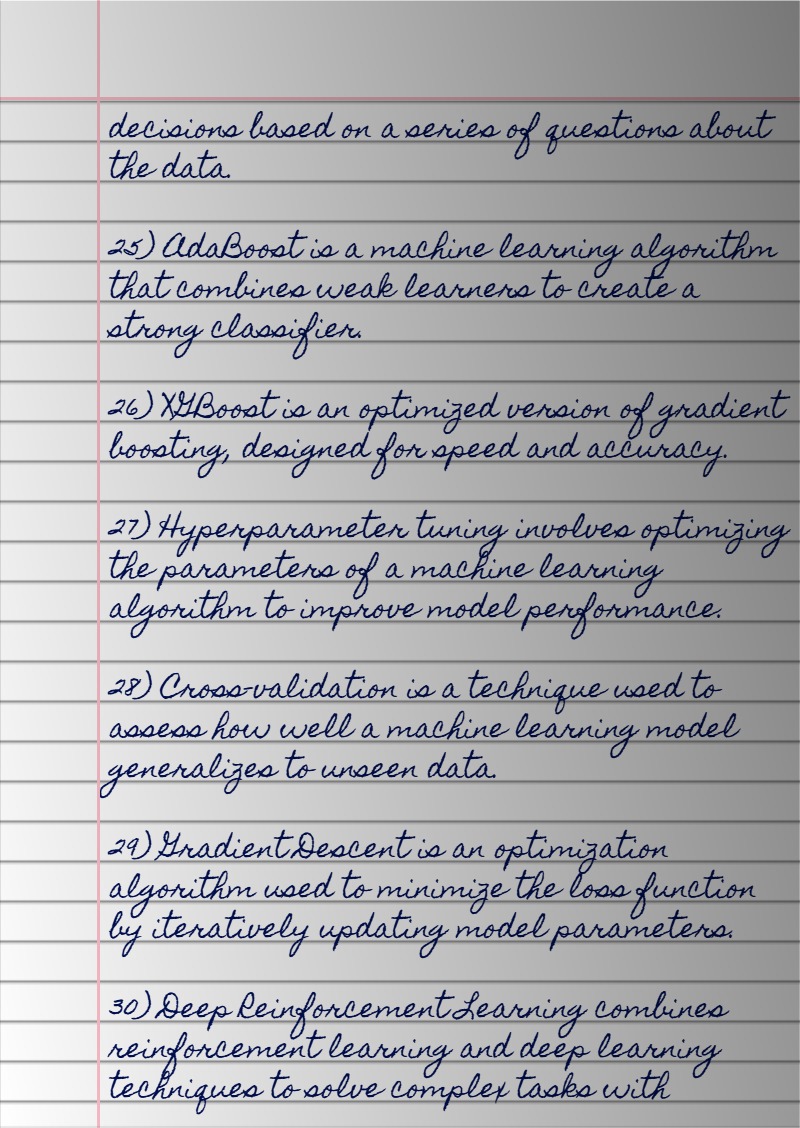 decisions based on a series of questions about
the data.
25) AdaBoost is a machine learning algorithm
that combines weak learners to create a
strong classifier.
26) XGBoost is an optimized version of gradient
boosting, designed for speed and accuracy.
27) Hyperparameter tuning involves optimizing
the parameters of a machine learning
algorithm to improve model performance.
28) Cross-validation is a technique used to
assess how well a machine learning model
generalizes to unseen data.
29) Gradient Descent is an optimization
algorithm used to minimize the loss function
by iteratively updating model parameters.
30) Deep Reinforcement Learning combines
reinforcement learning and deep learning
techniques to solve complex tasks with